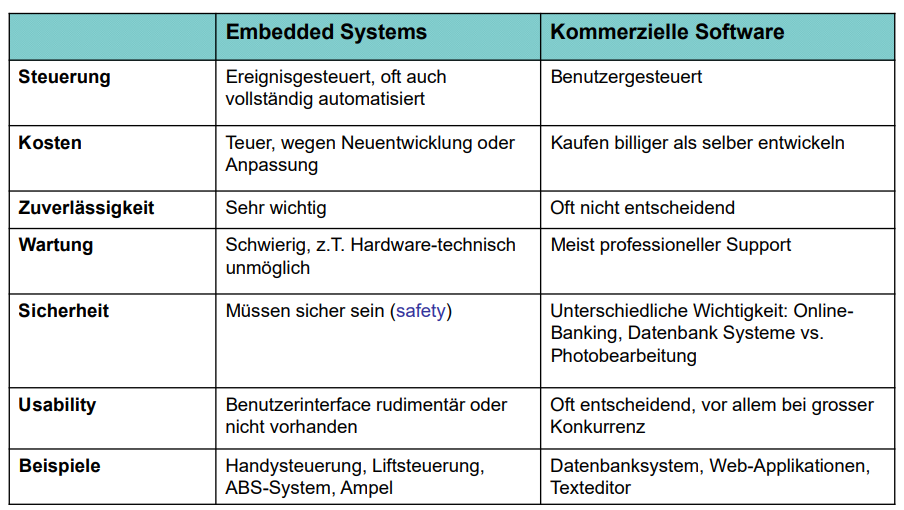 Embedded Systems Kommerzielle Software
Steuerung Ereignisgesteuert, oft auch Benutzergesteuert
vollständig automatisiert
Kosten Teuer, wegen Neuentwicklung oder Kaufen billiger als selber entwickeln
Anpassung
Zuverlässigkeit Sehr wichtig Oft nicht entscheidend
Wartung Schwierig, z.T. Hardware-technisch Meist professioneller Support
unmöglich
Sicherheit Müssen sicher sein (safety) Unterschiedliche Wichtigkeit: Online-
Banking, Datenbank Systeme vs.
Photobearbeitung
Usability Benutzerinterface rudimentär oder Oft entscheidend, vor allem bei grosser
nicht vorhanden Konkurrenz
Beispiele Handysteuerung, Liftsteuerung, Datenbanksystem, Web-Applikationen,
ABS-System, Ampel Texteditor